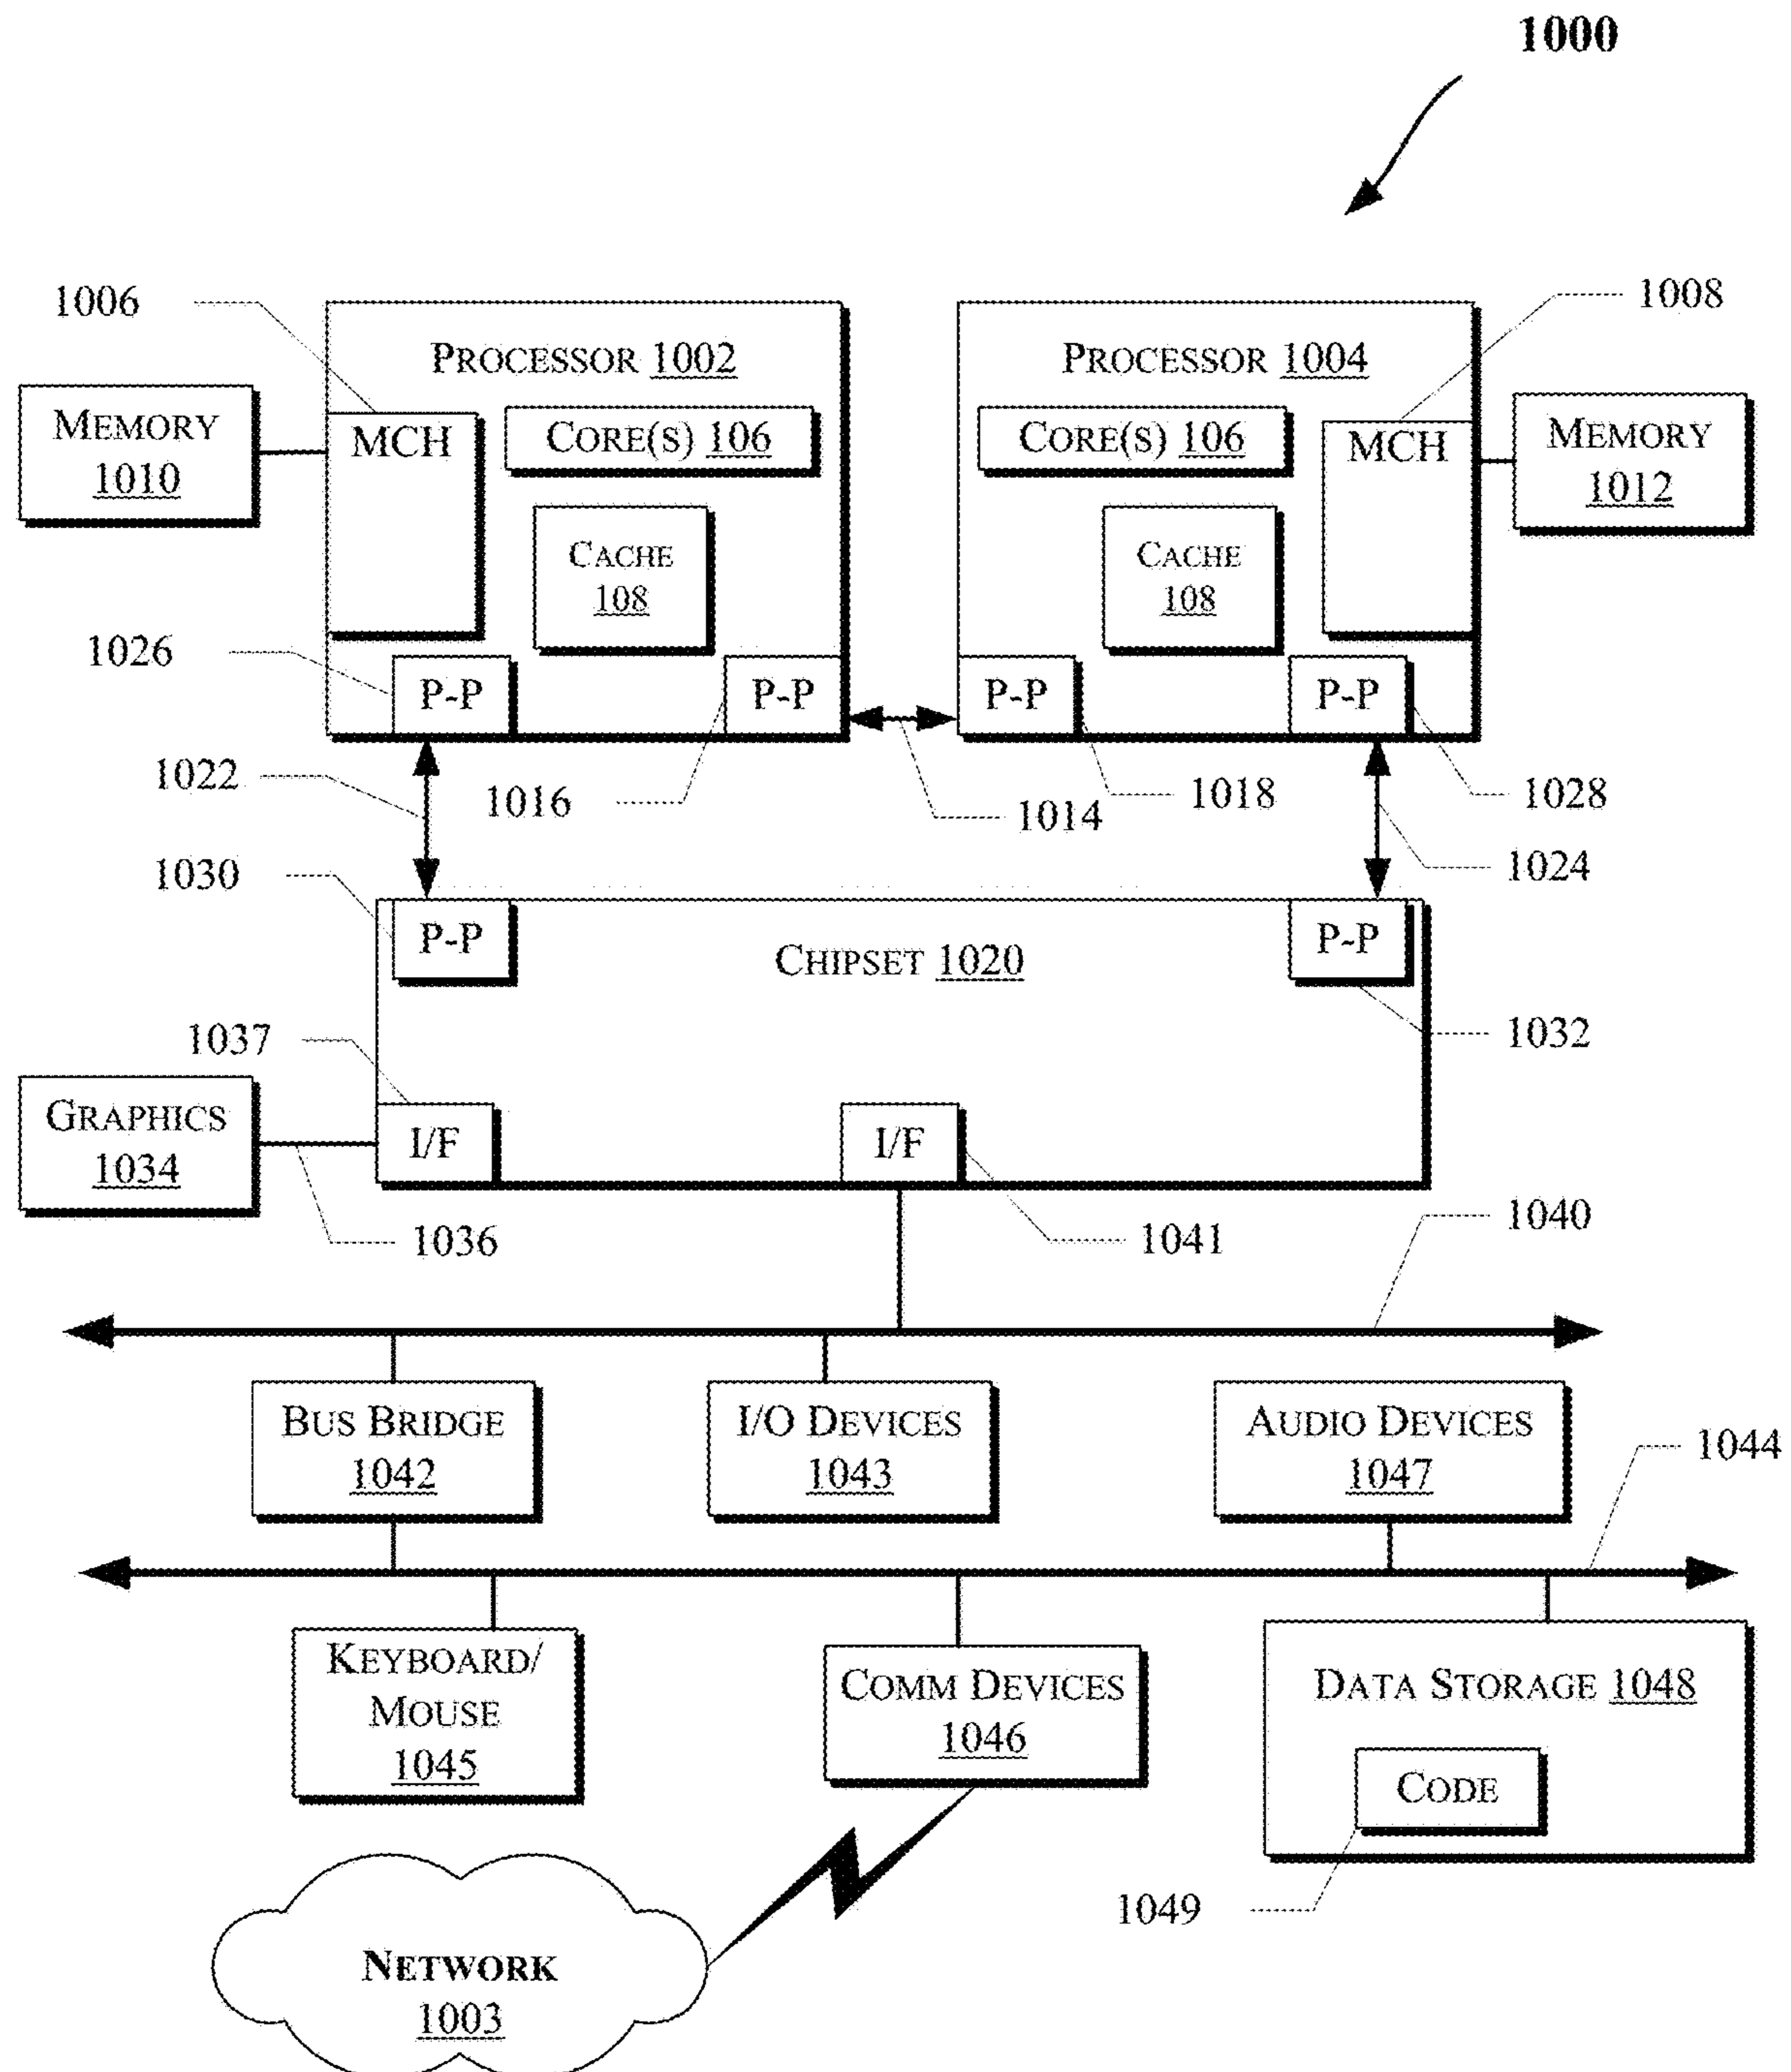 1000
1006
1008
PROCESSOR 1002
PROCESSOR 1004
MEMORY
1010
MCH
CORE(S) 106
CORE(S) 106
MCH
MEMORY
1012
CACHE
108
CACHE
108
1026
P-P
P-P
P-P
P-P
1022
1016
1014
1018
1028
1030
1024
P-P
CHIPSET 1020
P-P
1037
1032
GRAPHICS
1034
I/F
I/F
1036
1041
1040
BUS BRIDGE
1042
I/O DEVICES
1043
AUDIO DEVICES
1047
1044
KEYBOARD/
MOUSE
1045
COMM DEVICES
1046
DATA STORAGE 1048
CODE
1049
NETWORK
1003